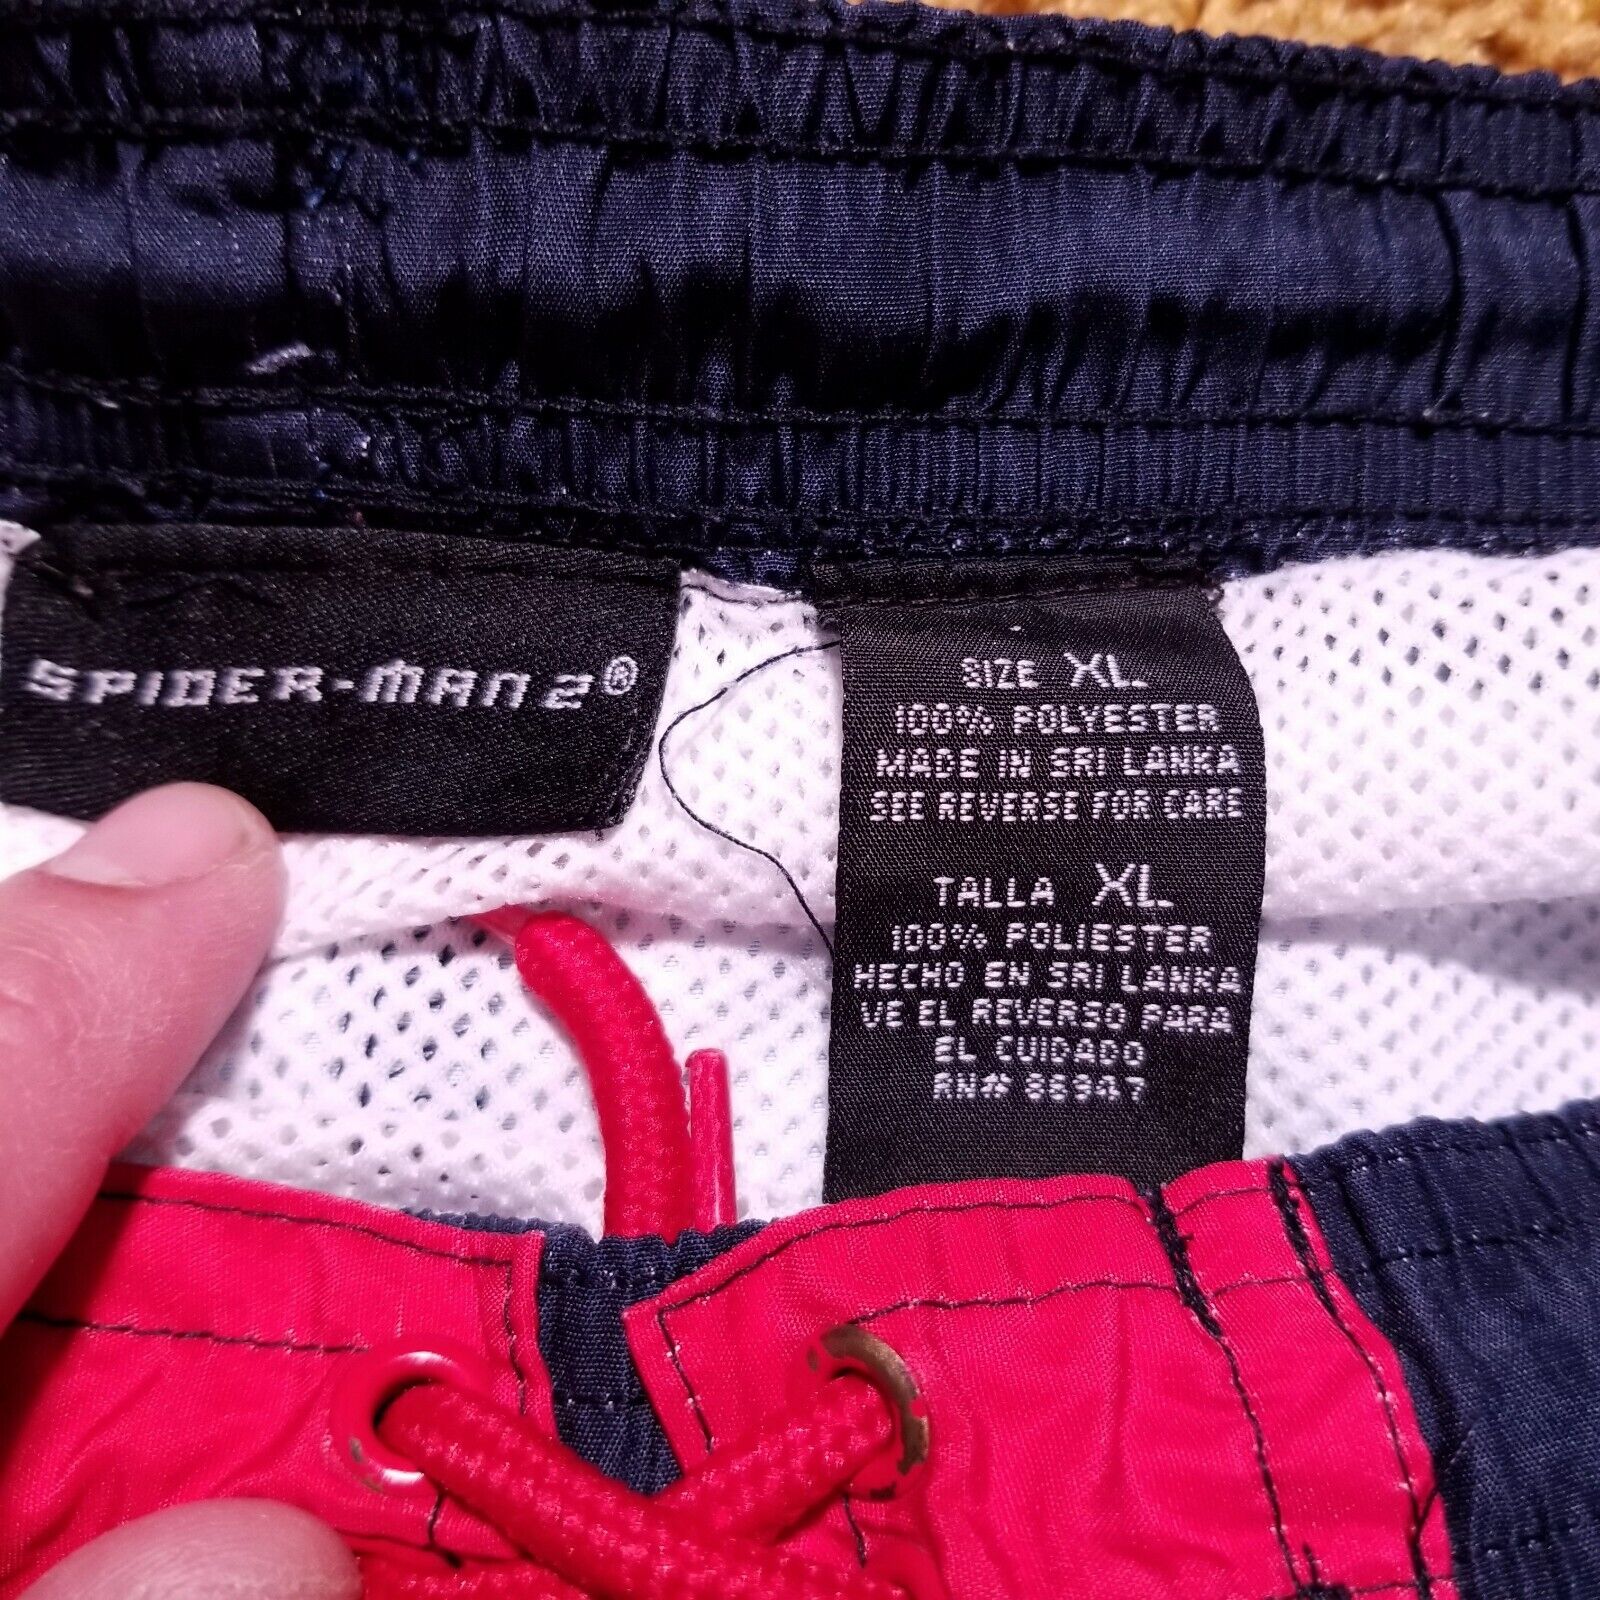 SPIDER-MAN 2®
SIZE XL
100% POLYESTER
MADE IN SRI LANKA
SEE REVERSE FOR CARE
TALLA XL
100% POLIESTER
HECHO EN SRI LANKA
VE EL REVERSO PARA
EL CUIDADO
RN# 86947